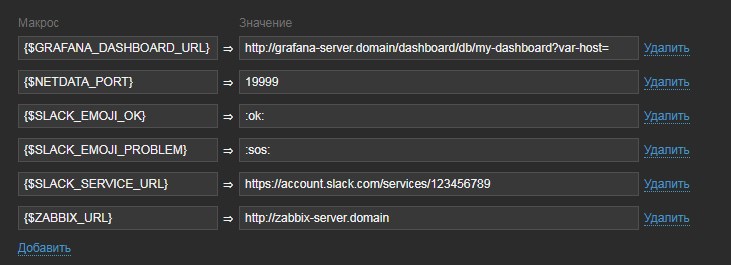 Макрос Значение
{$GRAFANA_DASHBOARD_URL} ⇒ http://grafana-server.domain/dashboard/db/my-dashboard?var-host= Удалить
{$NETDATA_PORT} ⇒ 19999 Удалить
{$SLACK_EMOJI_OK} ⇒ :ok: Удалить
{$SLACK_EMOJI_PROBLEM} ⇒ :sos: Удалить
{$SLACK_SERVICE_URL} ⇒ https://account.slack.com/services/123456789 Удалить
{$ZABBIX_URL} ⇒ http://zabbix-server.domain Удалить
Добавить